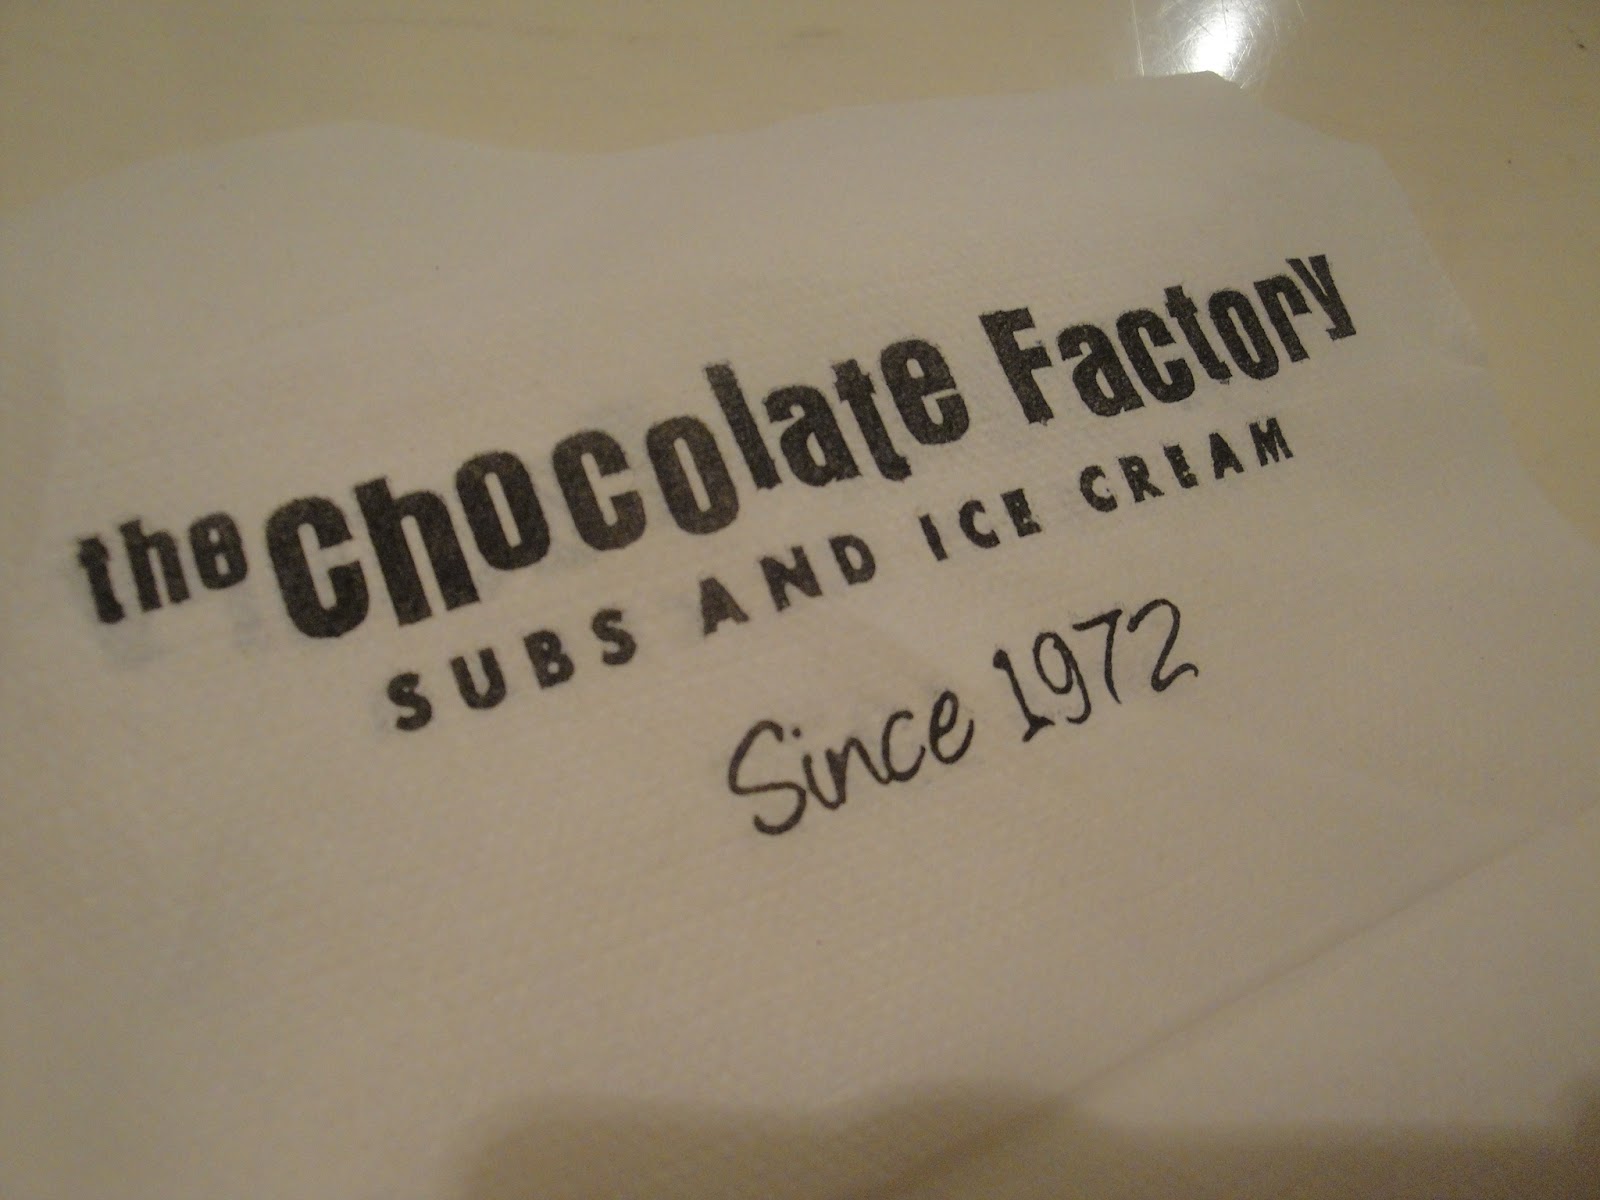 the Chocolate Factory
SUBS AND ICE CREAM
Since 1972